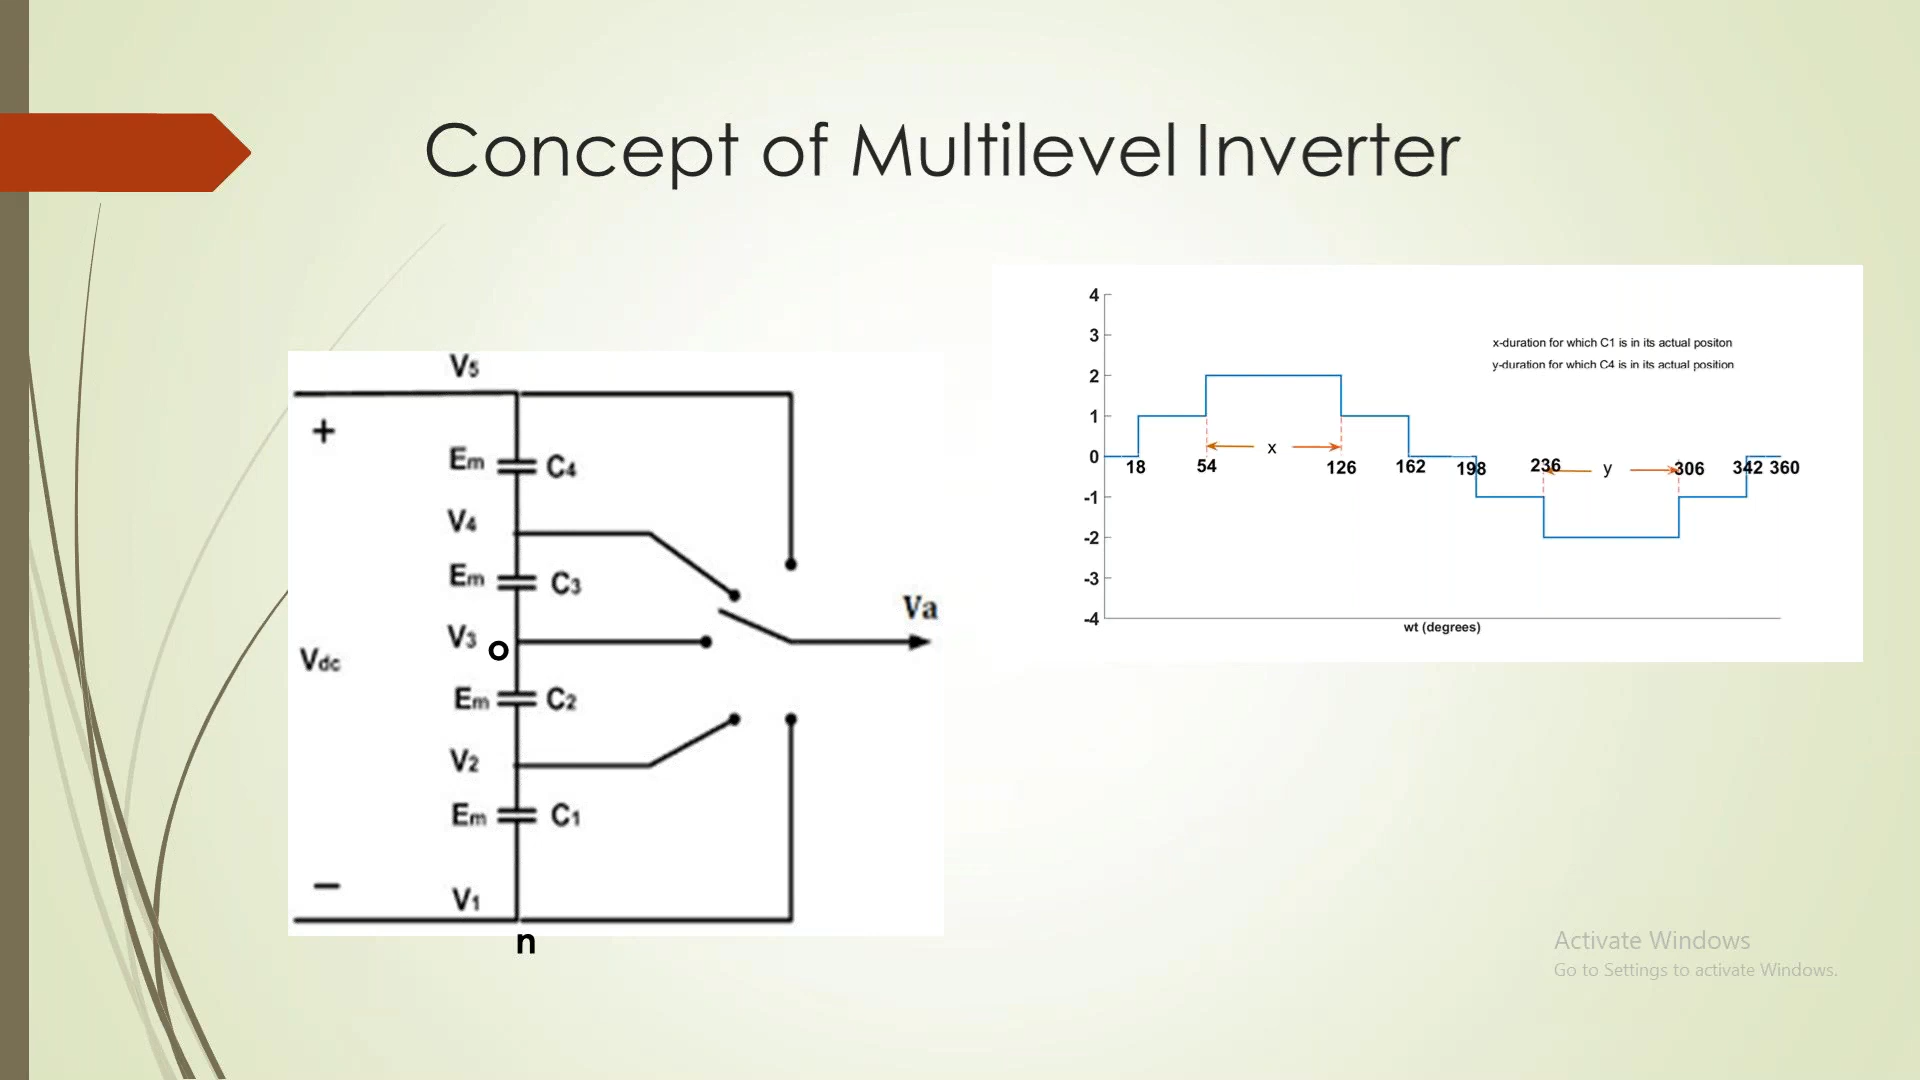 Concept of Multilevel Inverter
V5
+
Em C4
V4
Em C3
Va
V3
o
Vdc
Em C2
V2
Em C1
−
V1
n
4
3
x-duration for which C1 is in its actual positon
y-duration for which C4 is in its actual position
2
1
x
0
18 54 126 162 198 236 y 306 342 360
-1
-2
-3
-4
wt (degrees)
Activate Windows
Go to Settings to activate Windows.